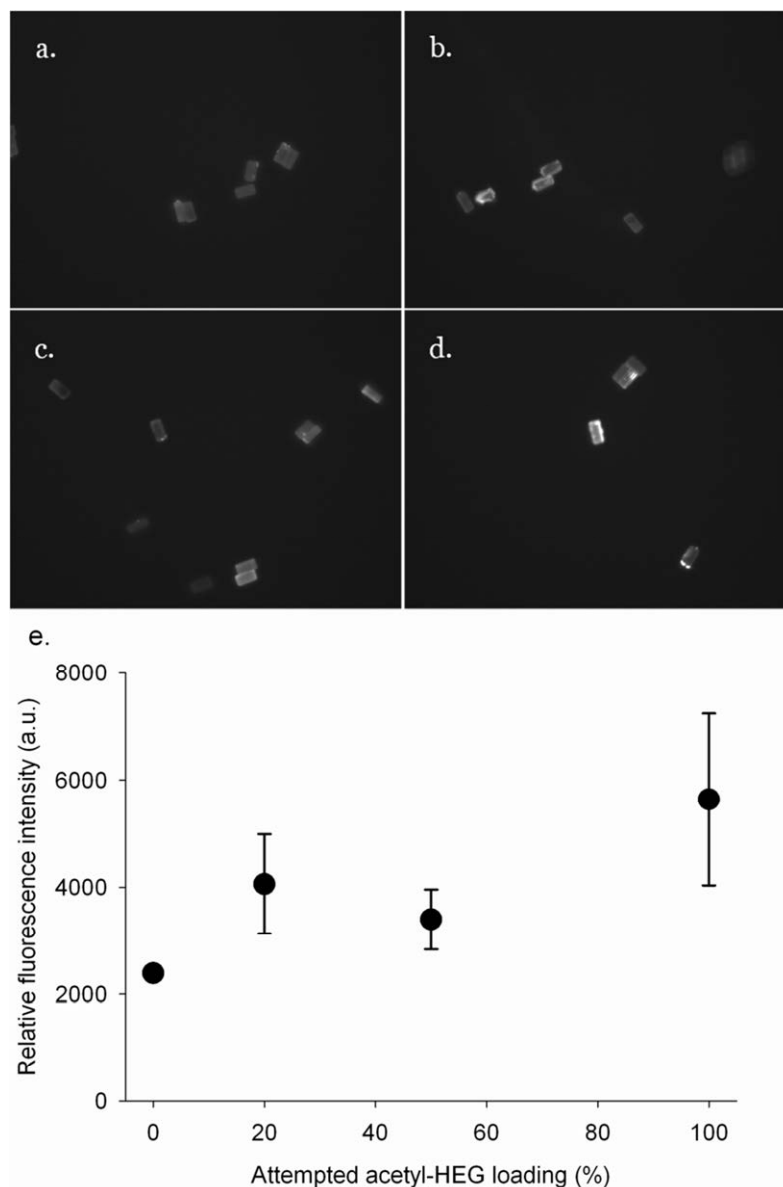 a.
b.
c.
d.
e.
8000
6000
4000
2000
0
Relative fluorescence intensity (a.u.)
0 20 40 60 80 100
Attempted acetyl-HEG loading (%)